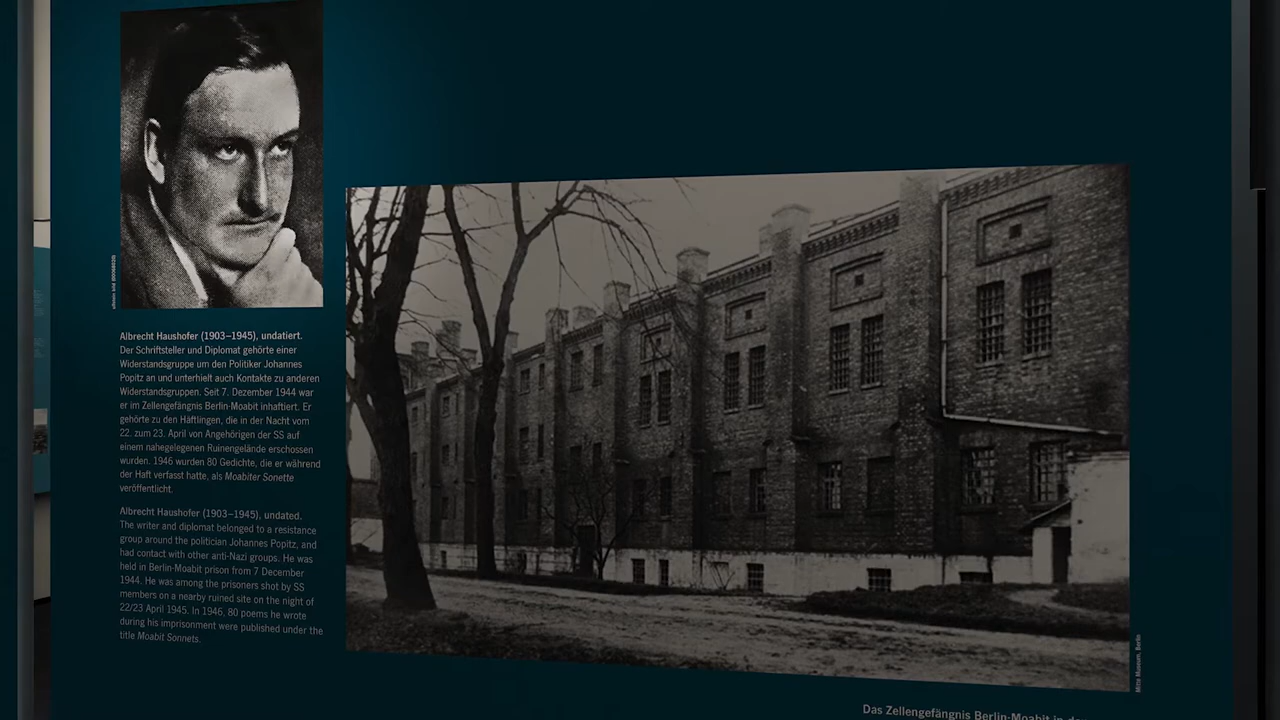 Albrecht Haushofer (1903–1945), undatiert.
Der Schriftsteller und Diplomat gehörte einer
Widerstandsgruppe um den Politiker Johannes
Popitz an und unterhielt auch Kontakte zu anderen
Widerstandsgruppen. Seit 7. Dezember 1944 war
er im Zellengefängnis Berlin-Moabit inhaftiert. Er
gehörte zu den Häftlingen, die in der Nacht vom
22. zum 23. April von Angehörigen der SS auf
einem nahegelegenen Ruinengelände erschossen
wurden. 1946 wurden 80 Gedichte, die er während
der Haft verfasst hatte, als Moabiter Sonette
veröffentlicht.
Albrecht Haushofer (1903–1945), undated.
The writer and diplomat belonged to a resistance
group around the politician Johannes Popitz, and
had contact with other anti-Nazi groups. He was
held in Berlin-Moabit prison from 7 December
1944. He was among the prisoners shot by SS
members on a nearby ruined site on the night of
22/23 April 1945. In 1946, 80 poems he wrote
during his imprisonment were published under the
title Moabit Sonnets.
Mitte Museum, Berlin
Das Zellengefängnis Berlin-Moabit in